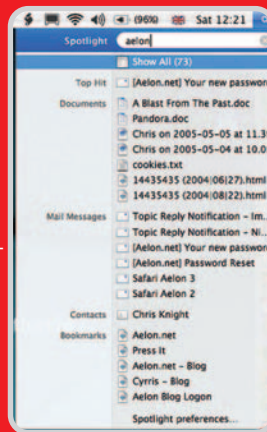 (96%) Sat 12:21
Spotlight aelon
Show All (73)
Top Hit [Aelon.net] Your new passwor
Documents A Blast From The Past.doc
Pandora.doc
Chris on 2005-05-05 at 11.3
Chris on 2005-05-04 at 10.0
cookies.txt
14435435 (2004|06|27).html
14435435 (2004|08|22).html
Mail Messages Topic Reply Notification – Im...
Topic Reply Notification – Ni...
[Aelon.net] Your new passwor
[Aelon.net] Password Reset
Safari Aelon 3
Safari Aelon 2
Contacts Chris Knight
Bookmarks Aelon.net
Press It
Aelon.net – Blog
Cyrris – Blog
Aelon Blog Logon
Spotlight preferences...